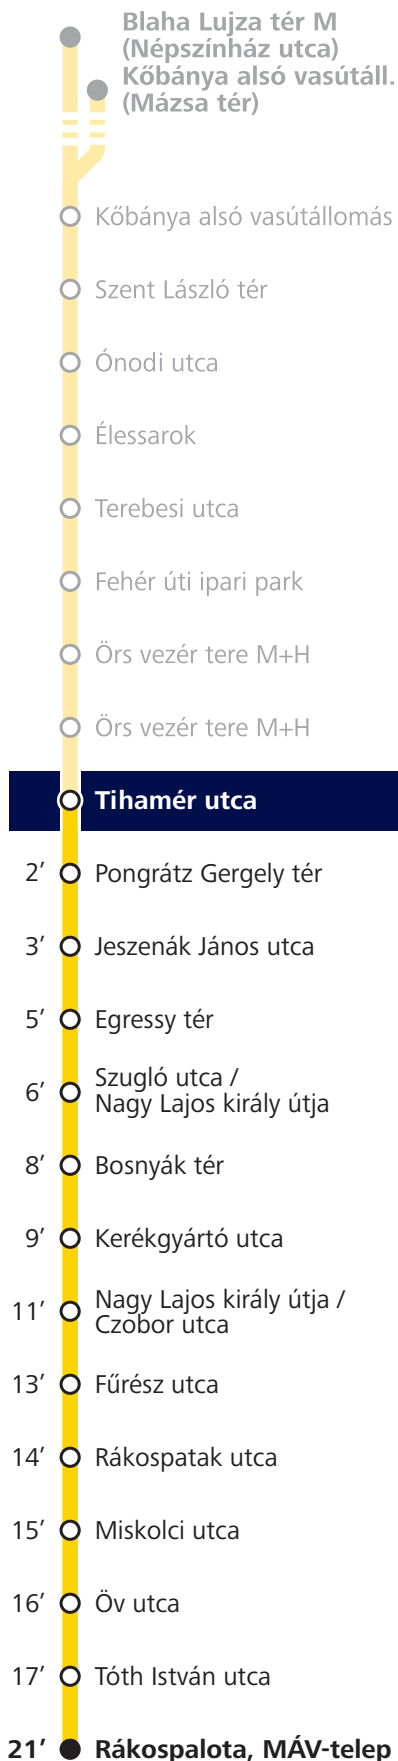 Blaha Lujza tér M
(Népszínház utca)
Kőbánya alsó vasútáll.
(Mázsa tér)
Kőbánya alsó vasútállomás
Szent László tér
Ónodi utca
Élessarok
Terebesi utca
Fehér úti ipari park
Örs vezér tere M+H
Örs vezér tere M+H
Tihamér utca
2’ Pongrátz Gergely tér
3’ Jeszenák János utca
5’ Egressy tér
6’ Szugló utca /
Nagy Lajos király útja
8’ Bosnyák tér
9’ Kerékgyártó utca
11’ Nagy Lajos király útja /
Czobor utca
13’ Fűrész utca
14’ Rákospatak utca
15’ Miskolci utca
16’ Öv utca
17’ Tóth István utca
21’ Rákospalota, MÁV-telep